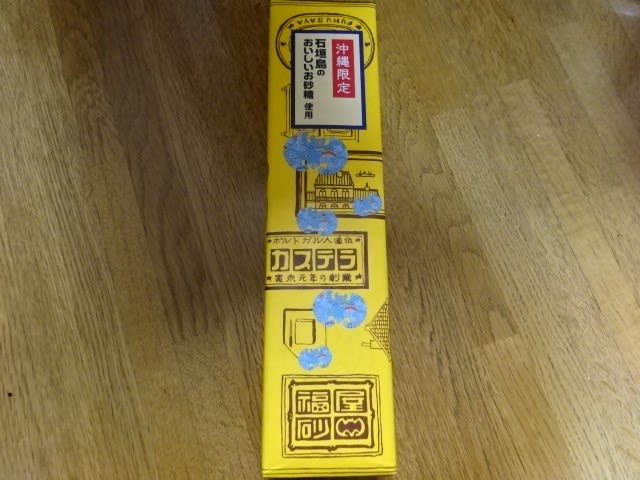 FUKUSAYA
沖縄限定
石垣島の
おいしいお砂糖 使用
ポルトガル人直伝
カステラ
寛永元年の創業
福砂屋